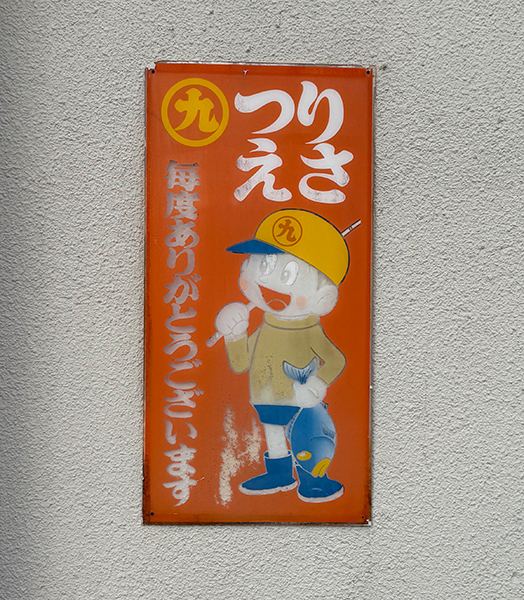 九
つり
えさ
毎度ありがとうございます
九